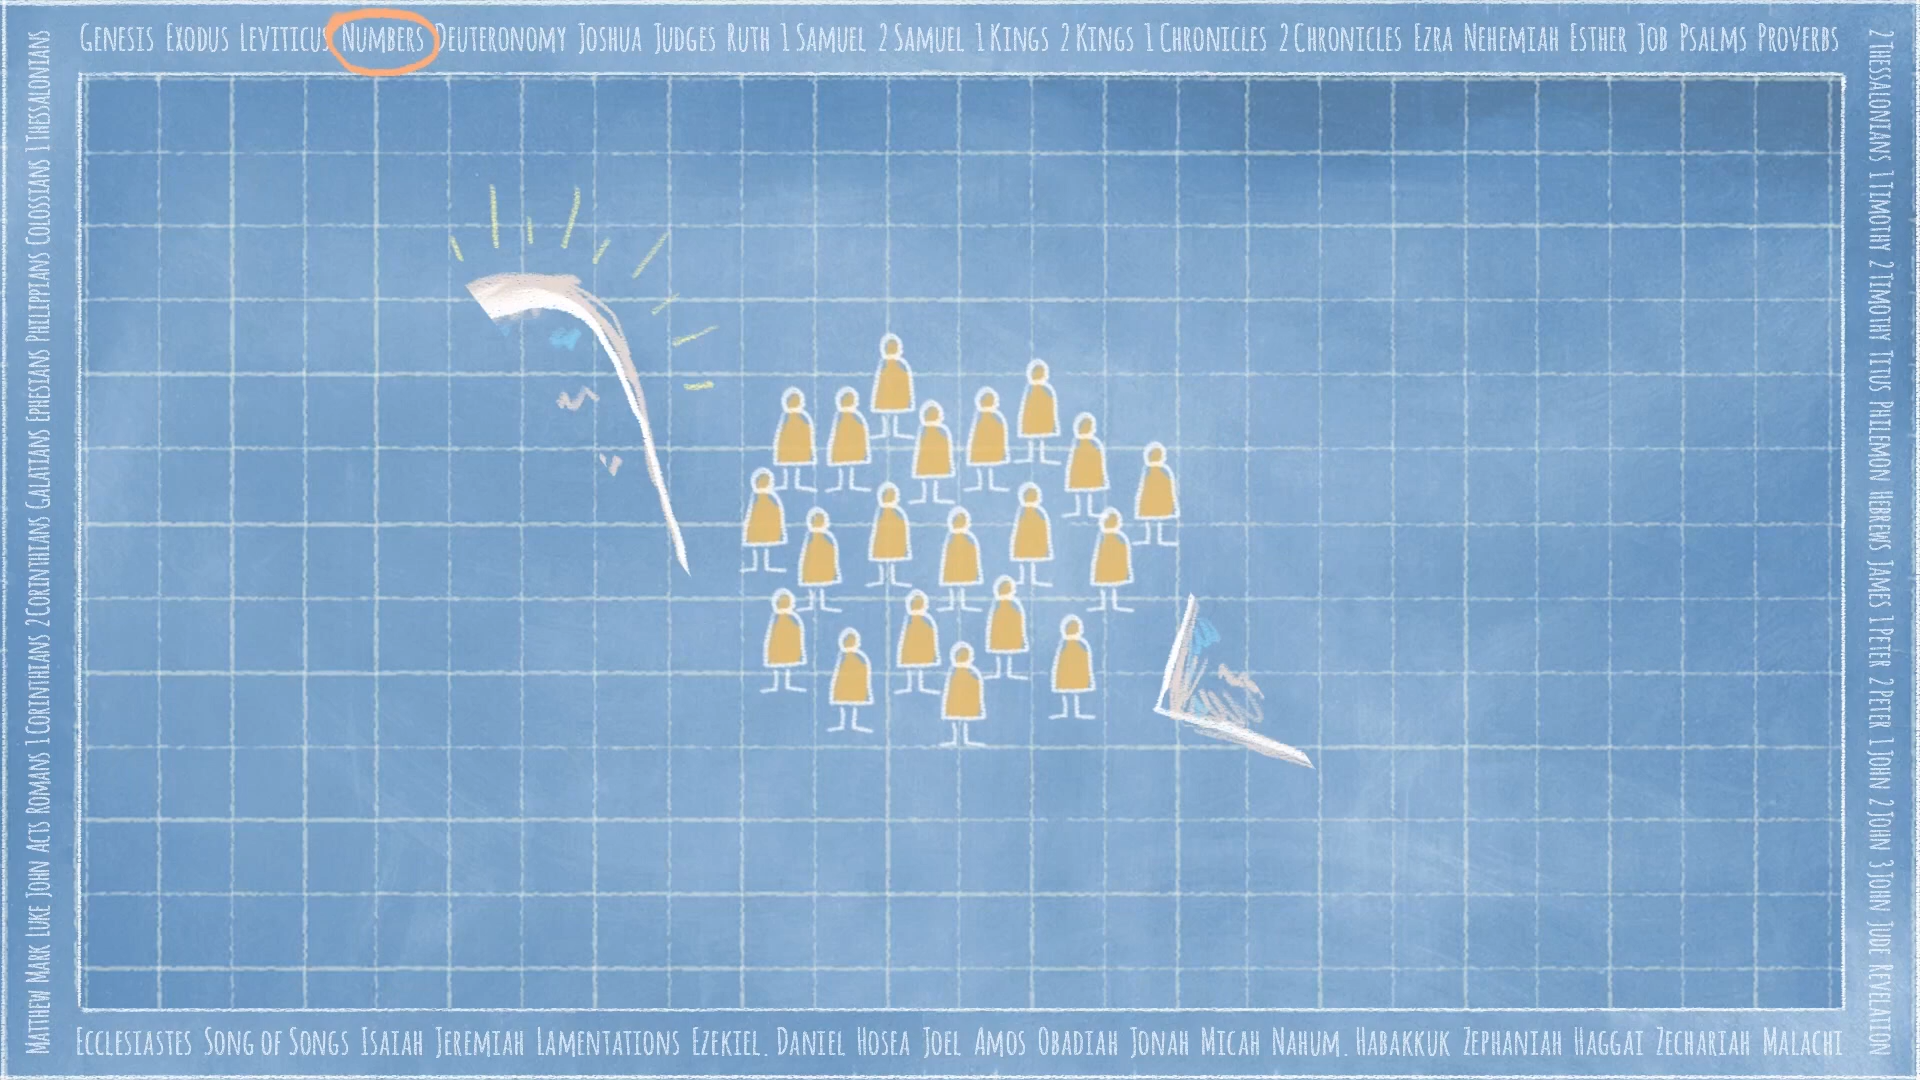 Genesis Exodus Leviticus Numbers Deuteronomy Joshua Judges Ruth 1 Samuel 2 Samuel 1 Kings 2 Kings 1 Chronicles 2 Chronicles Ezra Nehemiah Esther Job Psalms Proverbs
Ecclesiastes Song of Songs Isaiah Jeremiah Lamentations Ezekiel. Daniel Hosea Joel Amos Obadiah Jonah Micah Nahum. Habakkuk Zephaniah Haggai Zechariah Malachi
Matthew Mark Luke John Acts Romans 1 Corinthians 2 Corinthians Galatians Ephesians Philippians Colossians 1 Thessalonians
2 Thessalonians 1 Timothy 2 Timothy Titus Philemon Hebrews James 1 Peter 2 Peter 1 John 2 John 3 John Jude Revelation